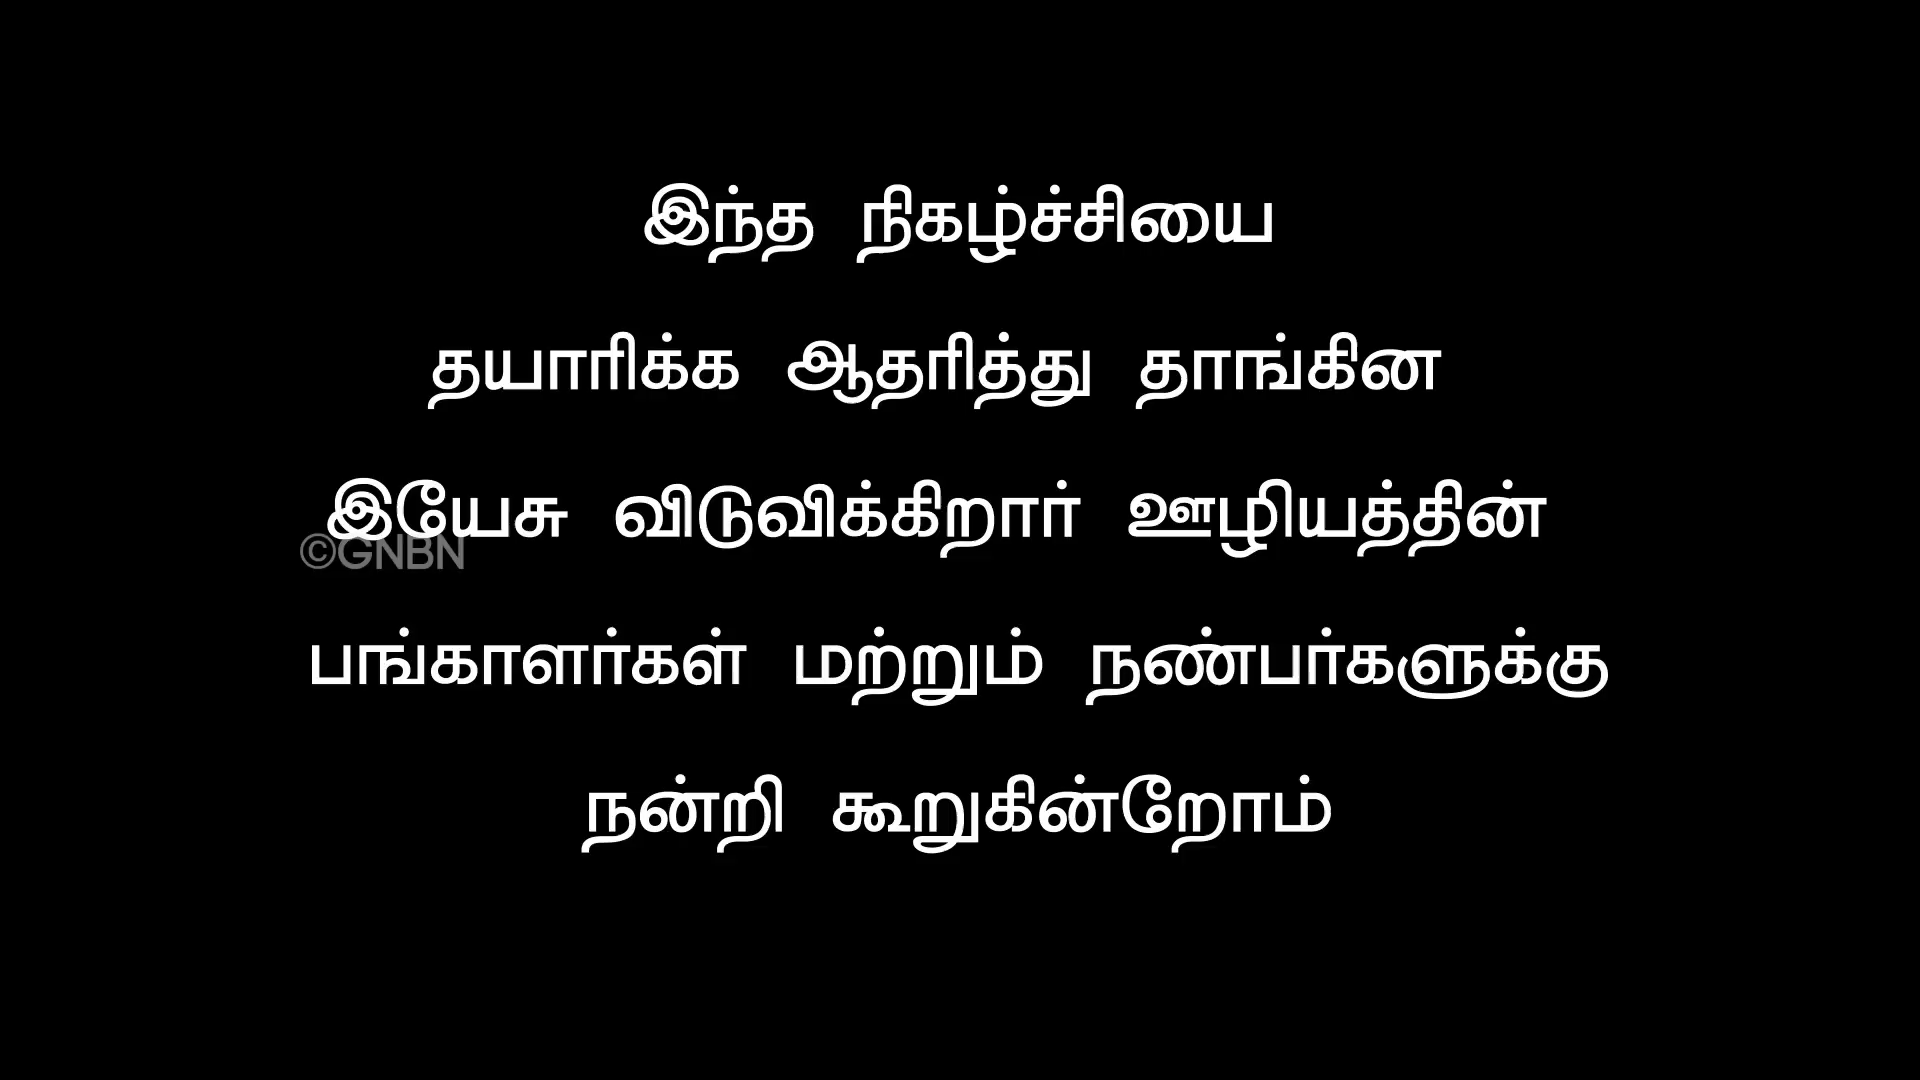 இந்த நிகழ்ச்சியை
தயாரிக்க ஆதரித்து தாங்கின
இயேசு விடுவிக்கிறார் ஊழியத்தின்
©GNBN
பங்காளர்கள் மற்றும் நண்பர்களுக்கு
நன்றி கூறுகின்றோம்